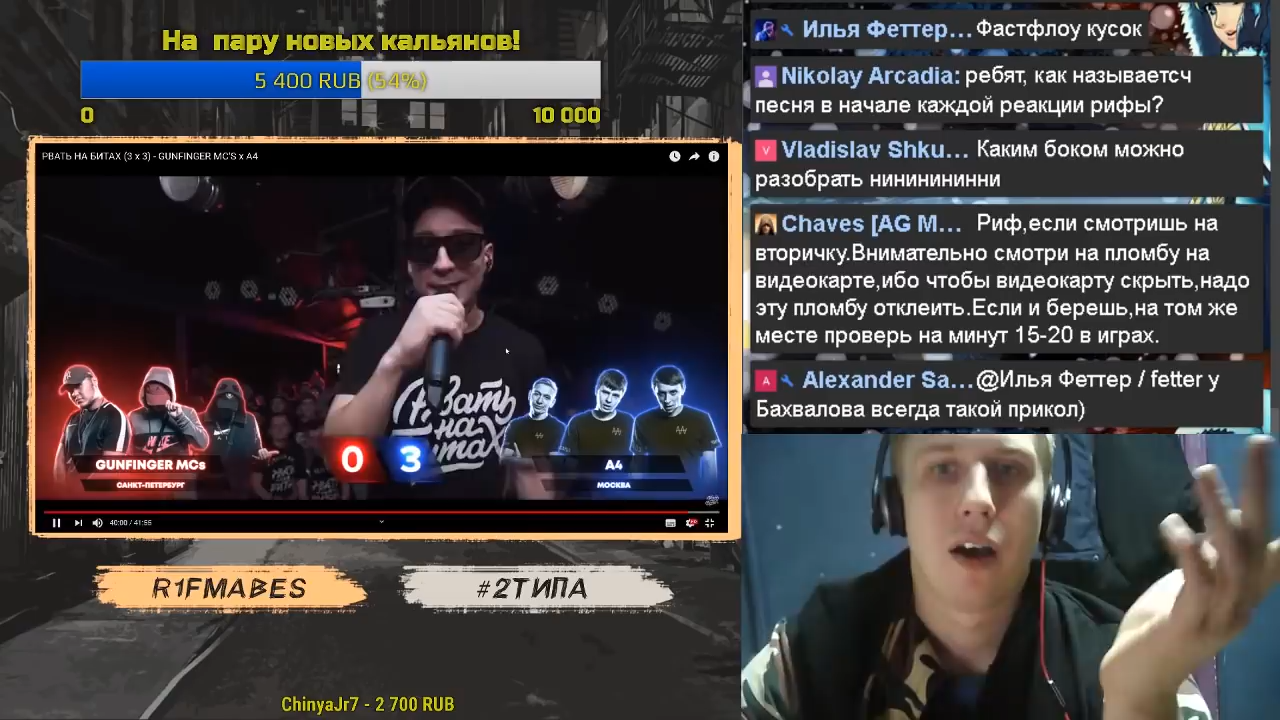 На пару новых кальянов!
5 400 RUB (54%)
0
10 000
РВАТЬ НА БИТАХ (3 x 3) - GUNFINGER MC'S x A4
Рвать
на
битах
GUNFINGER MCs
САНКТ-ПЕТЕРБУРГ
0
3
A4
МОСКВА
40:00 / 41:55
R1FMABES
#2ТИПА
ChinyaJr7 - 2 700 RUB
Илья Феттер… Фастфлоу кусок
Nikolay Arcadia: ребят, как называетсч
песня в начале каждой реакции рифы?
V Vladislav Shku… Каким боком можно
разобрать нинининини
Chaves [AG M… Риф,если смотришь на
вторичку.Внимательно смотри на пломбу на
видеокарте,ибо чтобы видеокарту скрыть,надо
эту пломбу отклеить.Если и берешь,на том же
месте проверь на минут 15-20 в играх.
A Alexander Sa… @Илья Феттер / fetter у
Бахвалова всегда такой прикол)